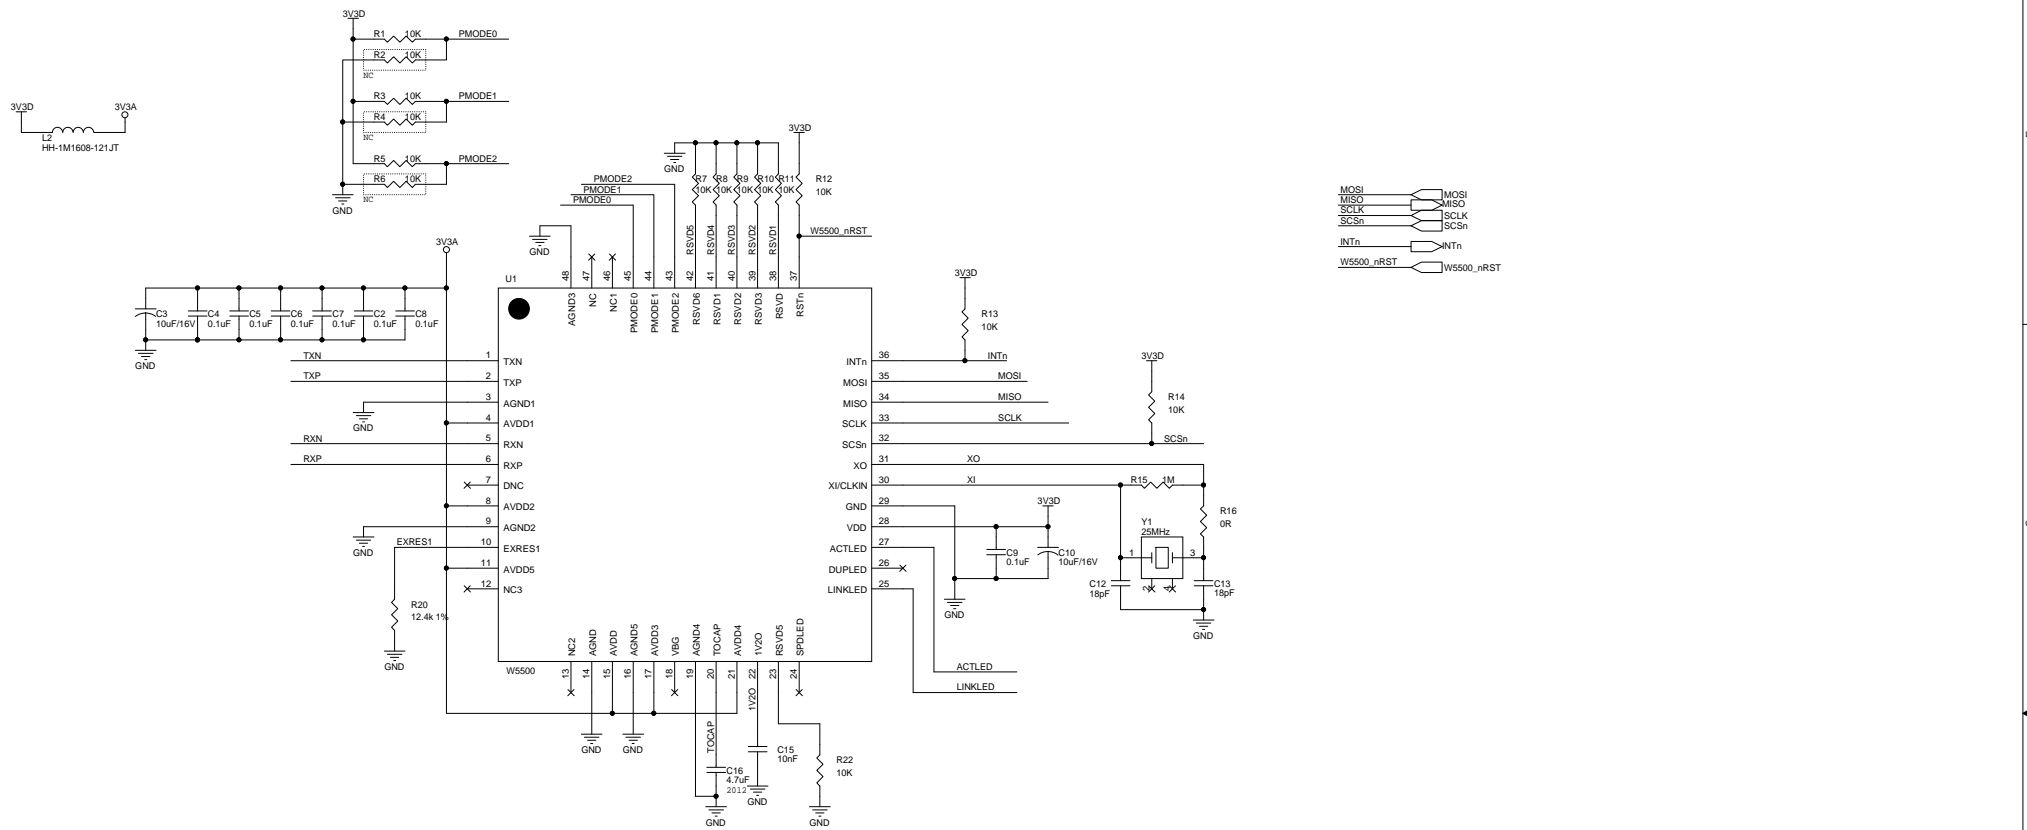 3V3D
R1 10K PMODE0
R2 10K
NC
R3 10K PMODE1
R4 10K
NC
R5 10K PMODE2
R6 10K
NC
GND
3V3D 3V3A
L2
HH-1M1608-121JT
3V3D
GND
R7 R8 R9 R10 R11 R12
10K 10K 10K 10K 10K 10K
PMODE2
PMODE1
PMODE0
RSVD5 RSVD4 RSVD3 RSVD2 RSVD1
W5500_nRST
GND
MOSI MOSI
MISO MISO
SCLK SCLK
SCSn SCSn
INTn INTn
W5500_nRST W5500_nRST
3V3A
C3 C4 C5 C6 C7 C2 C8
10uF/16V 0.1uF 0.1uF 0.1uF 0.1uF 0.1uF 0.1uF
GND
U1
48 47 46 45 44 43 42 41 40 39 38 37
AGND3 NC NC1 PMODE0 PMODE1 PMODE2 RSVD6 RSVD1 RSVD2 RSVD3 RSVD RSTn
3V3D
R13
10K
TXN 1 TXN
TXP 2 TXP
3 AGND1
GND
4 AVDD1
RXN 5 RXN
RXP 6 RXP
7 DNC
8 AVDD2
9 AGND2
GND
EXRES1 10 EXRES1
11 AVDD5
12 NC3
R20
12.4k 1%
GND
INTn 36 INTn
MOSI 35 MOSI
MISO 34 MISO
SCLK 33 SCLK
SCSn 32 SCSn
XO 31 XO
XI/CLKIN 30 XI
GND 29
VDD 28
ACTLED 27
DUPLED 26
LINKLED 25
3V3D
R14
10K
R15 1M
R16
0R
Y1
25MHz
1 3
2 4
C12
18pF
C13
18pF
GND
3V3D
C9
0.1uF
C10
10uF/16V
GND
ACTLED
LINKLED
NC2 AGND AVDD AGND5 AVDD3 VBG AGND4 TOCAP AVDD4 1V2O RSVD5 SPDLED
W5500
13 14 15 16 17 18 19 20 21 22 23 24
GND GND
TOCAP
1V2O
C16
4.7uF
2012
GND
C15
10nF
GND
R22
10K
GND